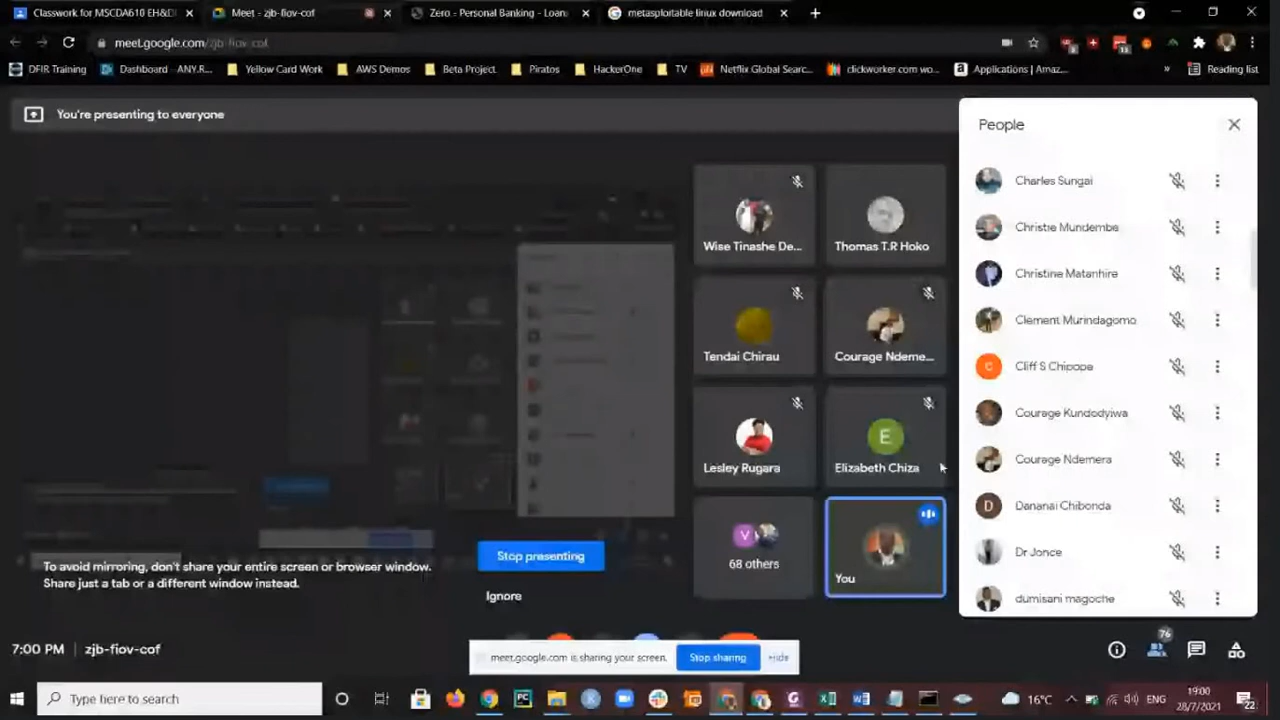 Classwork for MSCDA610 EH&DI
Meet - zjb-fiov-cof
Zero - Personal Banking - Loans
metasploitable linux download
meet.google.com/zjb-fiov-cof
DFIR Training
Dashboard - ANY.R...
Yellow Card Work
AWS Demos
Beta Project
Piratos
HackerOne
TV
Netflix Global Searc...
clickworker.com wo...
Applications | Amaz...
»
Reading list
You're presenting to everyone
People
Charles Sungai
Christie Mundembe
Christine Matanhire
Clement Murindagomo
C
Cliff S Chipope
Courage Kundodyiwa
Courage Ndemera
D
Dananai Chibonda
Dr Jonce
dumisani magoche
Wise Tinashe De...
Thomas T.R Hoko
Tendai Chirau
Courage Ndeme...
Lesley Rugara
E
Elizabeth Chiza
V
68 others
You
To avoid mirroring, don't share your entire screen or browser window.
Share just a tab or a different window instead.
Stop presenting
Ignore
7:00 PM | zjb-fiov-cof
meet.google.com is sharing your screen.
Stop sharing
Hide
76
Type here to search
16°C
ENG
19:00
28/7/2021
22